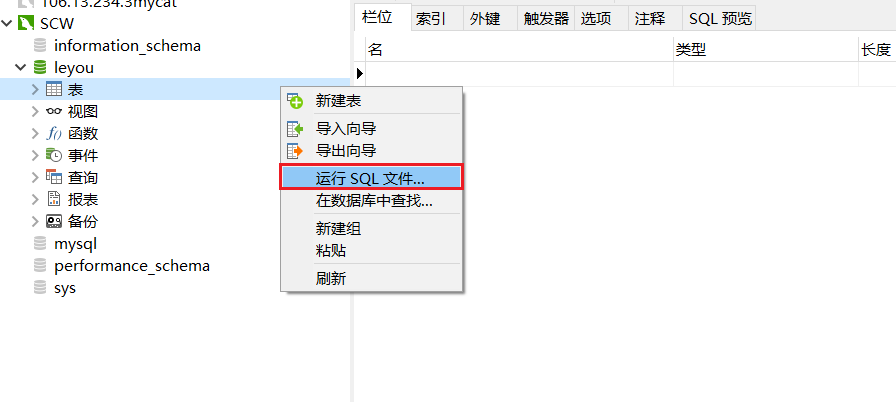 106.13.234.3mycat
SCW
information_schema
leyou
表
视图
f() 函数
事件
查询
报表
备份
mysql
performance_schema
sys
栏位 索引 外键 触发器 选项 注释 SQL 预览
名 类型 长度
新建表
导入向导
导出向导
运行 SQL 文件...
在数据库中查找...
新建组
粘贴
刷新